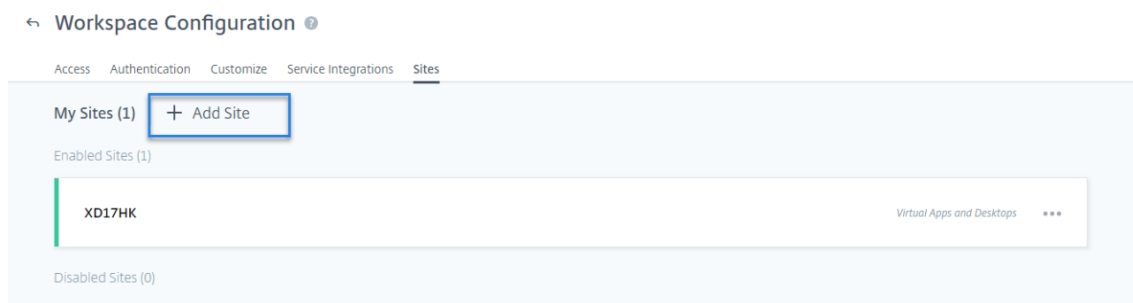 Workspace Configuration ?
Access Authentication Customize Service Integrations Sites
My Sites (1) + Add Site
Enabled Sites (1)
XD17HK Virtual Apps and Desktops •••
Disabled Sites (0)